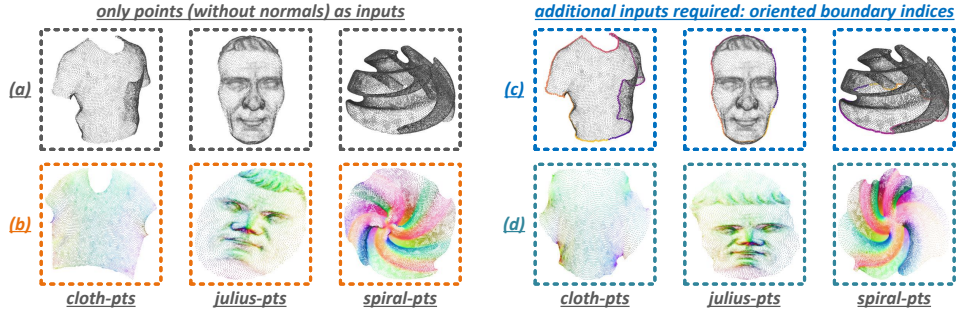 only points (without normals) as inputs
additional inputs required: oriented boundary indices
(a)
(c)
(b)
(d)
cloth-pts julius-pts spiral-pts
cloth-pts julius-pts spiral-pts